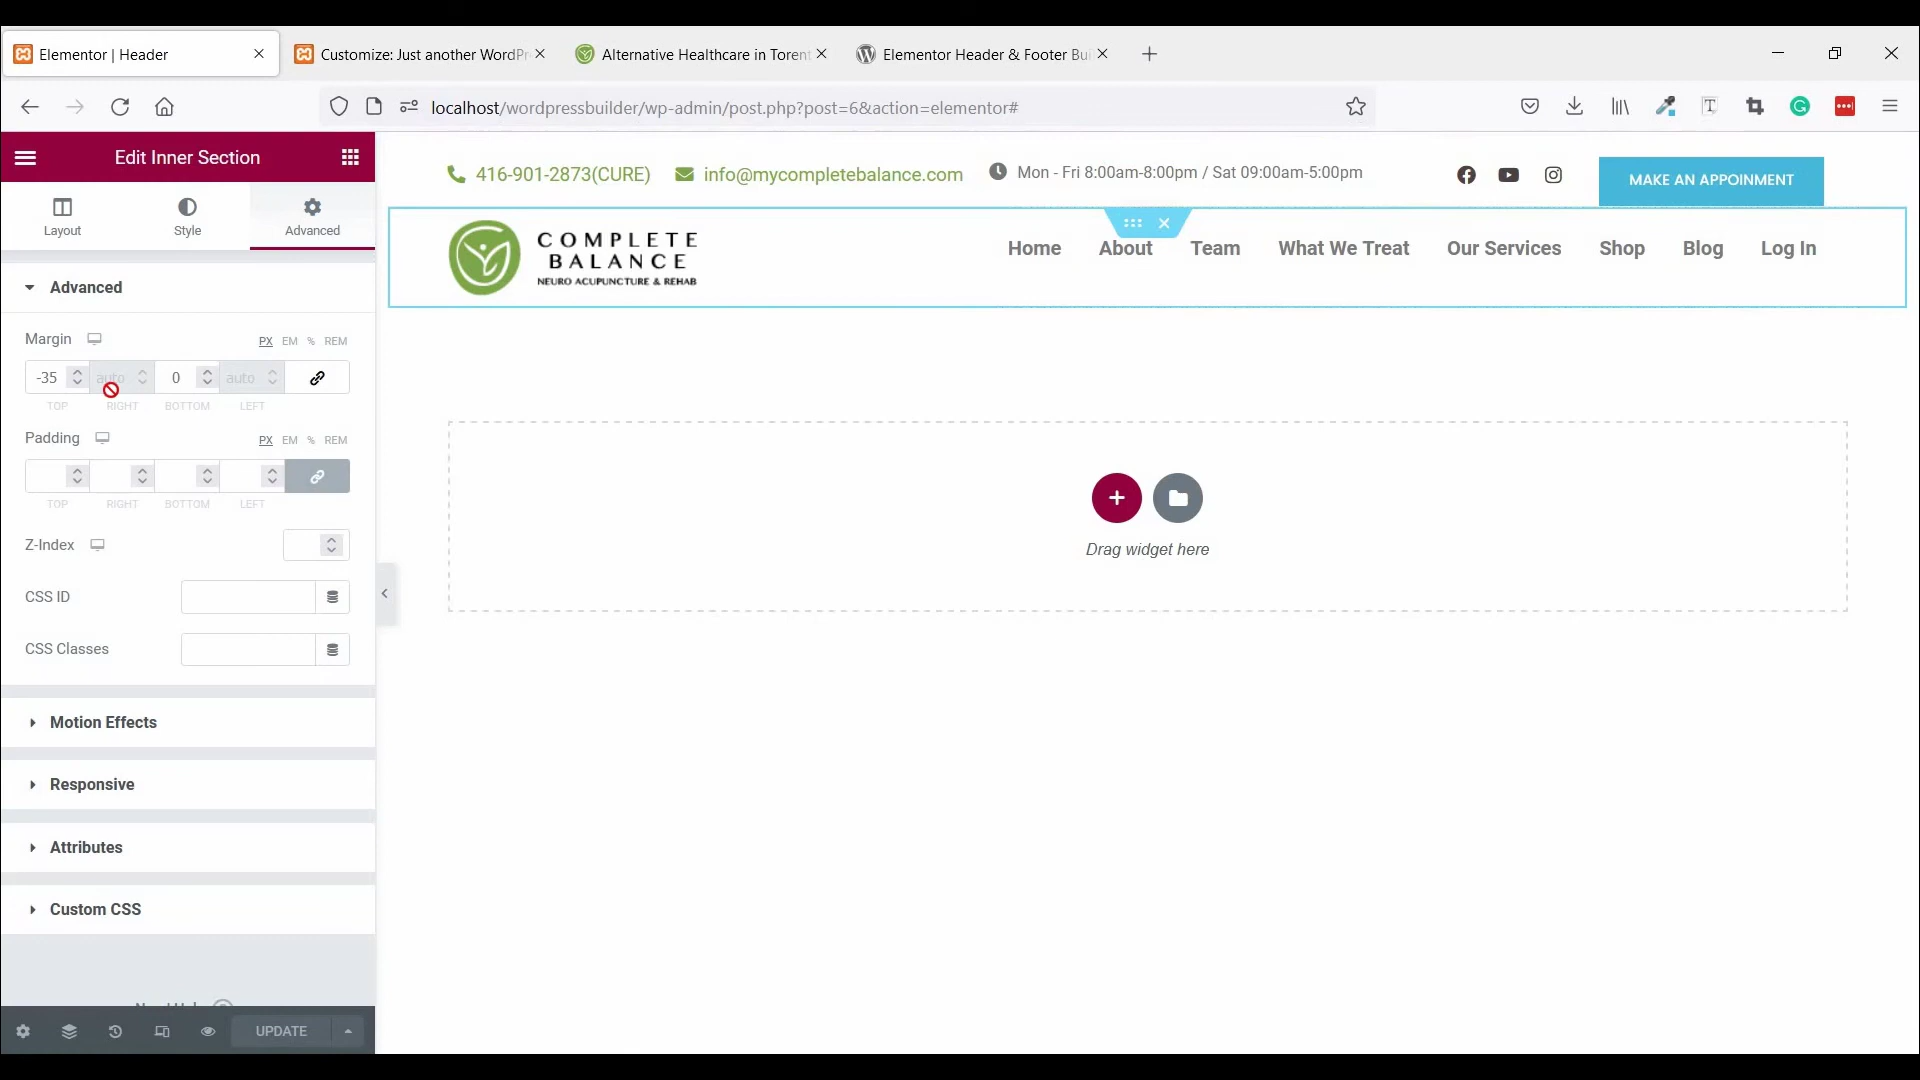 Elementor | Header
Customize: Just another WordPr
Alternative Healthcare in Toront
Elementor Header & Footer Bui
localhost/wordpressbuilder/wp-admin/post.php?post=6&action=elementor#
Edit Inner Section
Layout
Style
Advanced
Advanced
Margin
PX EM % REM
-35 auto 0 auto
TOP RIGHT BOTTOM LEFT
Padding
PX EM % REM
TOP RIGHT BOTTOM LEFT
Z-Index
CSS ID
CSS Classes
Motion Effects
Responsive
Attributes
Custom CSS
UPDATE
416-901-2873(CURE)
info@mycompletebalance.com
Mon - Fri 8:00am-8:00pm / Sat 09:00am-5:00pm
MAKE AN APPOINMENT
COMPLETE
BALANCE
NEURO ACUPUNCTURE & REHAB
Home About Team What We Treat Our Services Shop Blog Log In
Drag widget here